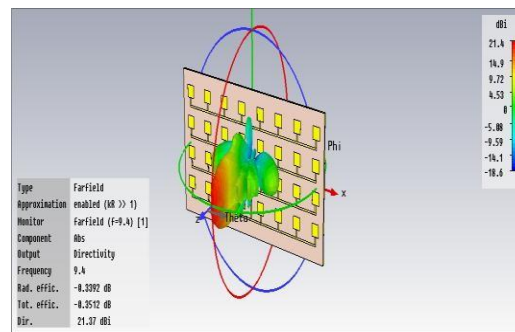 dBi
21.4
14.9
9.72
4.53
0
-5.08
-9.59
-14.1
-18.6
Phi
x
z
Theta
Type Farfield
Approximation enabled (kR >> 1)
Monitor Farfield (f=9.4) [1]
Component Abs
Output Directivity
Frequency 9.4
Rad. effic. -0.3392 dB
Tot. effic. -0.3512 dB
Dir. 21.37 dBi